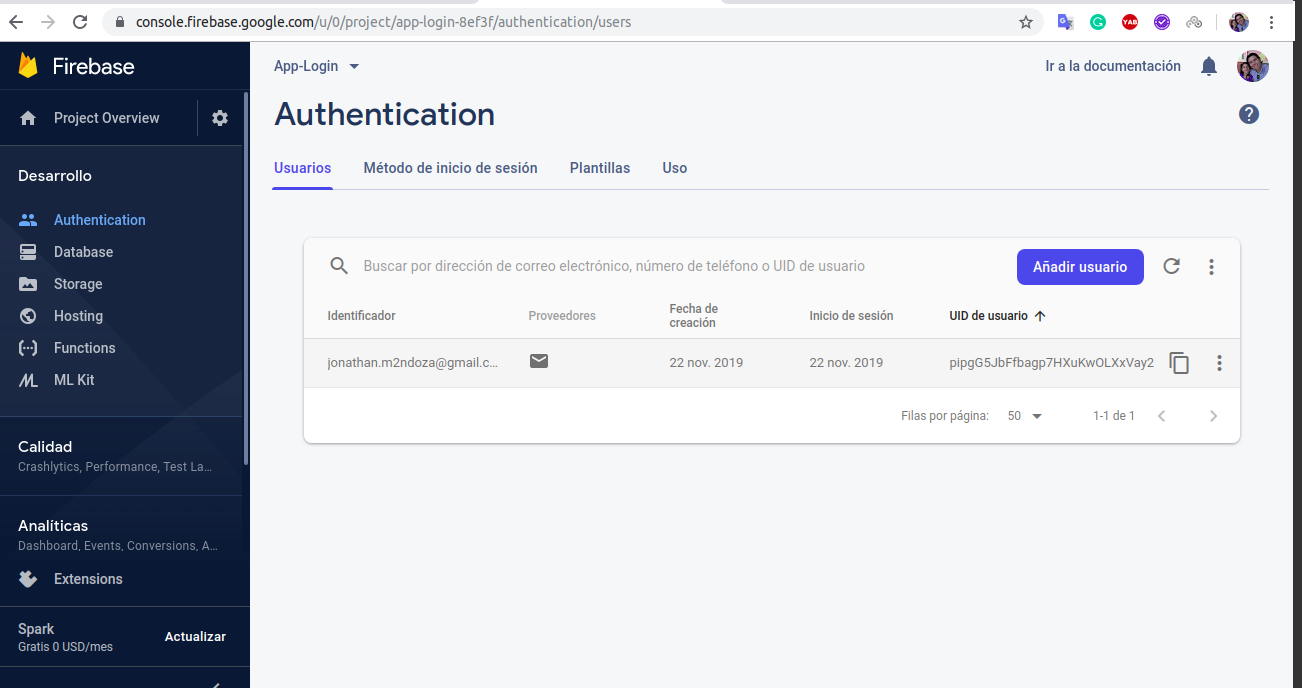 console.firebase.google.com/u/0/project/app-login-8ef3f/authentication/users
YAB
Firebase
Project Overview
Desarrollo
Authentication
Database
Storage
Hosting
Functions
ML Kit
Calidad
Crashlytics, Performance, Test La…
Analíticas
Dashboard, Events, Conversions, A…
Extensions
Spark
Gratis 0 USD/mes
Actualizar
App-Login
Ir a la documentación
Authentication
Usuarios Método de inicio de sesión Plantillas Uso
Buscar por dirección de correo electrónico, número de teléfono o UID de usuario
Añadir usuario
Identificador Proveedores Fecha de creación Inicio de sesión UID de usuario
jonathan.m2ndoza@gmail.c… 22 nov. 2019 22 nov. 2019 pipgG5JbFfbagp7HXuKwOLXxVay2
Filas por página: 50 1-1 de 1